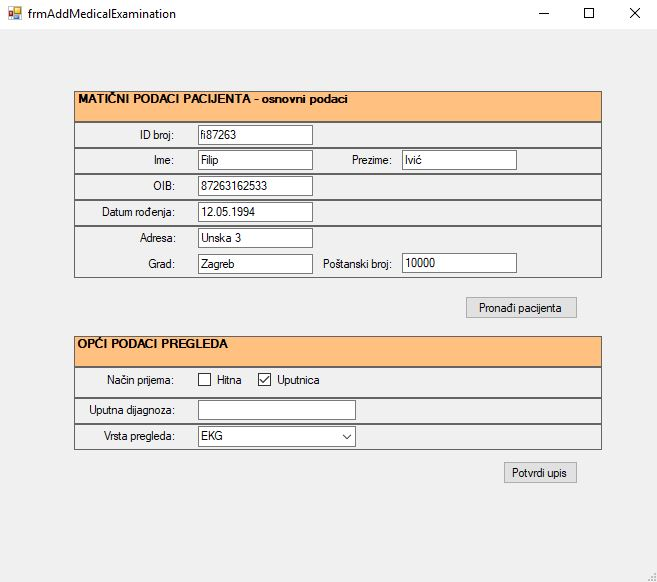 frmAddMedicalExamination
MATIČNI PODACI PACIJENTA - osnovni podaci
ID broj: fi87263
Ime: Filip Prezime: Ivić
OIB: 87263162533
Datum rođenja: 12.05.1994
Adresa: Unska 3
Grad: Zagreb Poštanski broj: 10000
Pronađi pacijenta
OPĆI PODACI PREGLEDA
Način prijema: Hitna Uputnica
Uputna dijagnoza:
Vrsta pregleda: EKG
Potvrdi upis